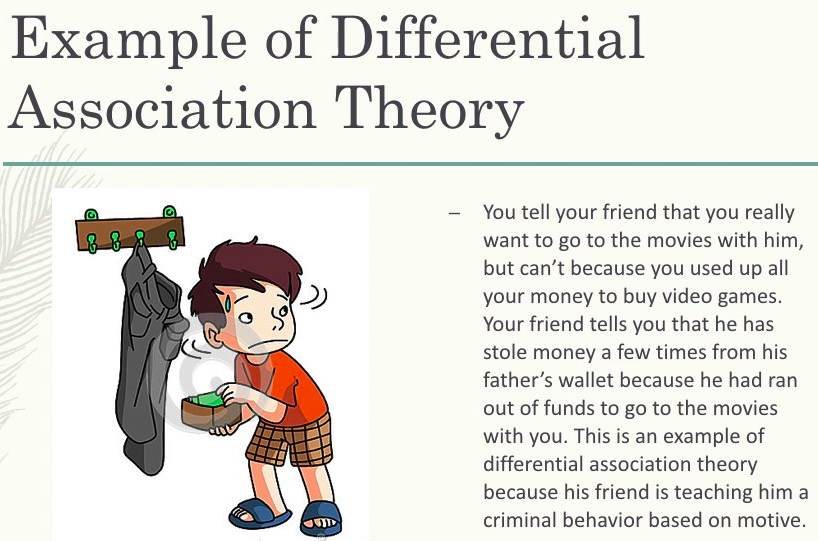 Example of Differential
Association Theory
– You tell your friend that you really
want to go to the movies with him,
but can’t because you used up all
your money to buy video games.
Your friend tells you that he has
stole money a few times from his
father’s wallet because he had ran
out of funds to go to the movies
with you. This is an example of
differential association theory
because his friend is teaching him a
criminal behavior based on motive.